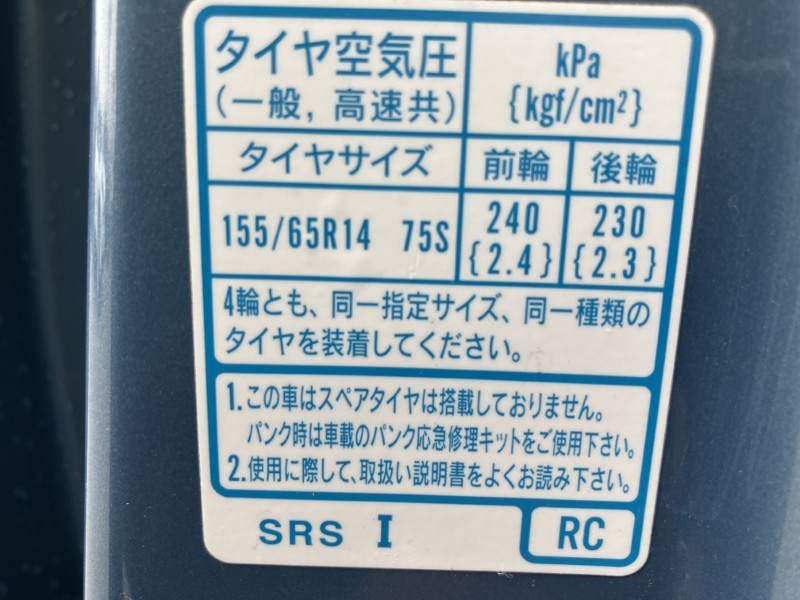 タイヤ空気圧
(一般, 高速共)
kPa
{kgf/cm²}
タイヤサイズ 前輪 後輪
155/65R14 75S 240 {2.4} 230 {2.3}
4輪とも、同一指定サイズ、同一種類の
タイヤを装着してください。
1.この車はスペアタイヤは搭載しておりません。
パンク時は車載のパンク応急修理キットをご使用下さい。
2.使用に際して、取扱い説明書をよくお読み下さい。
SRS I RC